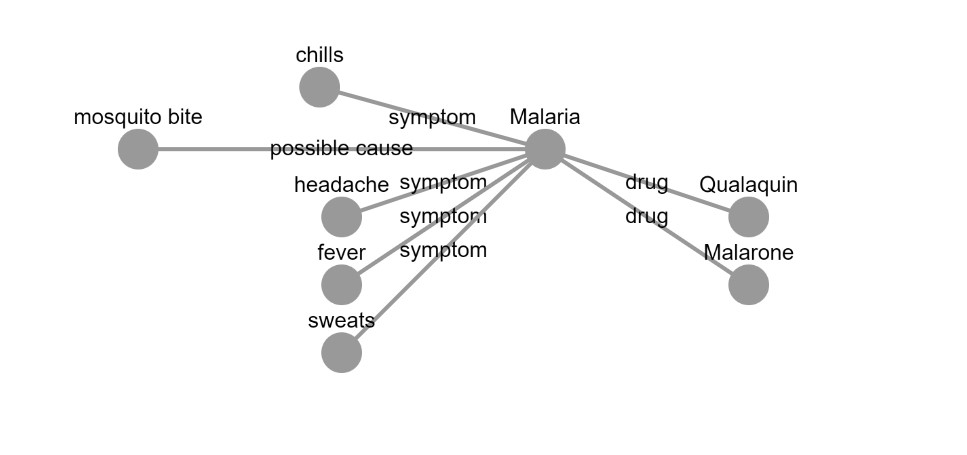 chills
mosquito bite
symptom
Malaria
possible cause
headache
symptom
drug
Qualaquin
symptom
drug
fever
symptom
Malarone
sweats